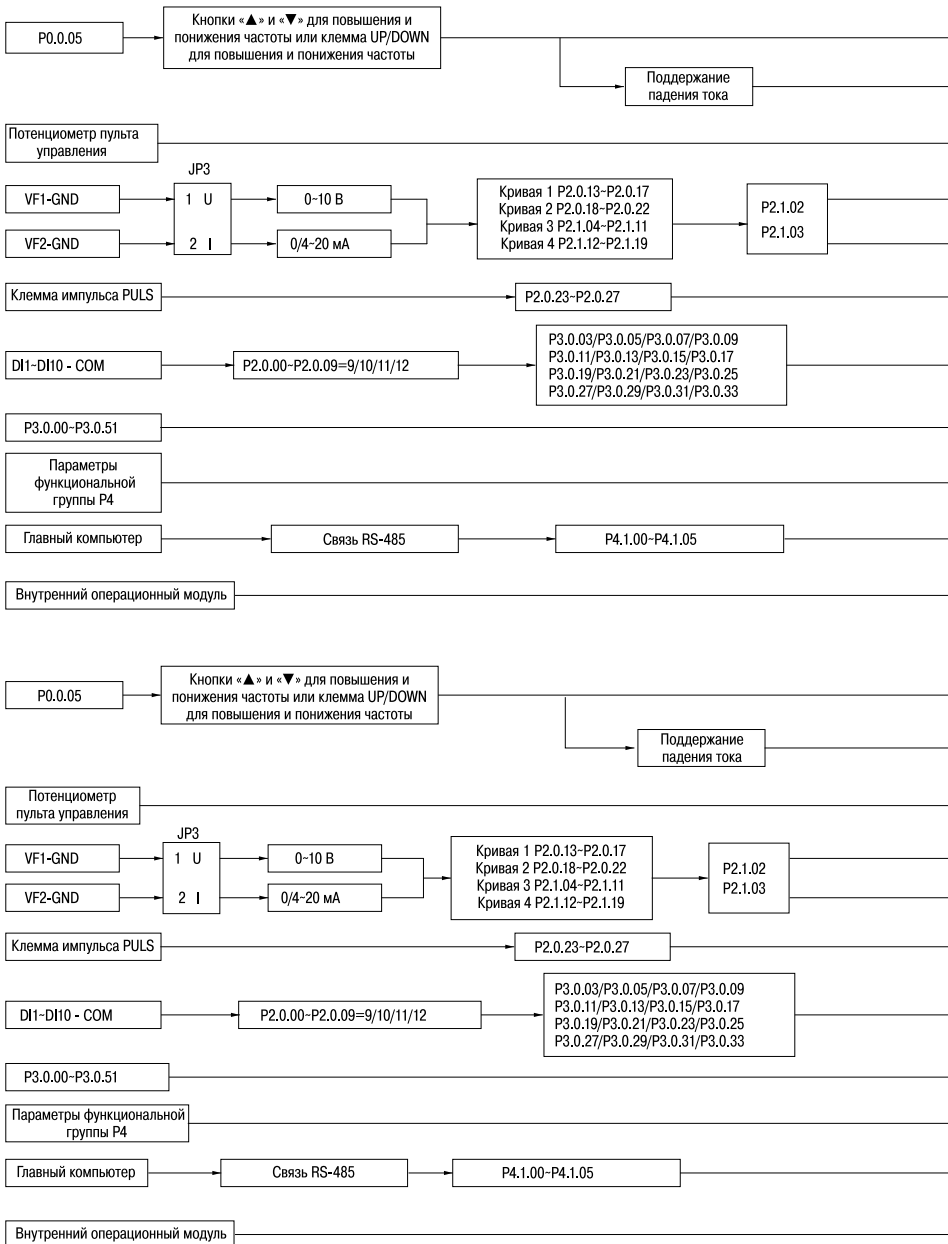 P0.0.05
Кнопки «▲» и «▼» для повышения и
понижения частоты или клемма UP/DOWN
для повышения и понижения частоты
Поддержание
падения тока
Потенциометр пульта
управления
JP3
VF1-GND
1 U
0~10 В
VF2-GND
2 I
0/4~20 мА
Кривая 1 P2.0.13~P2.0.17
Кривая 2 P2.0.18~P2.0.22
Кривая 3 P2.1.04~P2.1.11
Кривая 4 P2.1.12~P2.1.19
P2.1.02
P2.1.03
Клемма импульса PULS
P2.0.23~P2.0.27
DI1~DI10 - COM
P2.0.00~P2.0.09=9/10/11/12
P3.0.03/P3.0.05/P3.0.07/P3.0.09
P3.0.11/P3.0.13/P3.0.15/P3.0.17
P3.0.19/P3.0.21/P3.0.23/P3.0.25
P3.0.27/P3.0.29/P3.0.31/P3.0.33
P3.0.00~P3.0.51
Параметры
функциональной
группы P4
Главный компьютер
Связь RS-485
P4.1.00~P4.1.05
Внутренний операционный модуль
P0.0.05
Кнопки «▲» и «▼» для повышения и
понижения частоты или клемма UP/DOWN
для повышения и понижения частоты
Поддержание
падения тока
Потенциометр
пульта управления
JP3
VF1-GND
1 U
0~10 В
VF2-GND
2 I
0/4~20 мА
Кривая 1 P2.0.13~P2.0.17
Кривая 2 P2.0.18~P2.0.22
Кривая 3 P2.1.04~P2.1.11
Кривая 4 P2.1.12~P2.1.19
P2.1.02
P2.1.03
Клемма импульса PULS
P2.0.23~P2.0.27
DI1~DI10 - COM
P2.0.00~P2.0.09=9/10/11/12
P3.0.03/P3.0.05/P3.0.07/P3.0.09
P3.0.11/P3.0.13/P3.0.15/P3.0.17
P3.0.19/P3.0.21/P3.0.23/P3.0.25
P3.0.27/P3.0.29/P3.0.31/P3.0.33
P3.0.00~P3.0.51
Параметры функциональной
группы P4
Главный компьютер
Связь RS-485
P4.1.00~P4.1.05
Внутренний операционный модуль